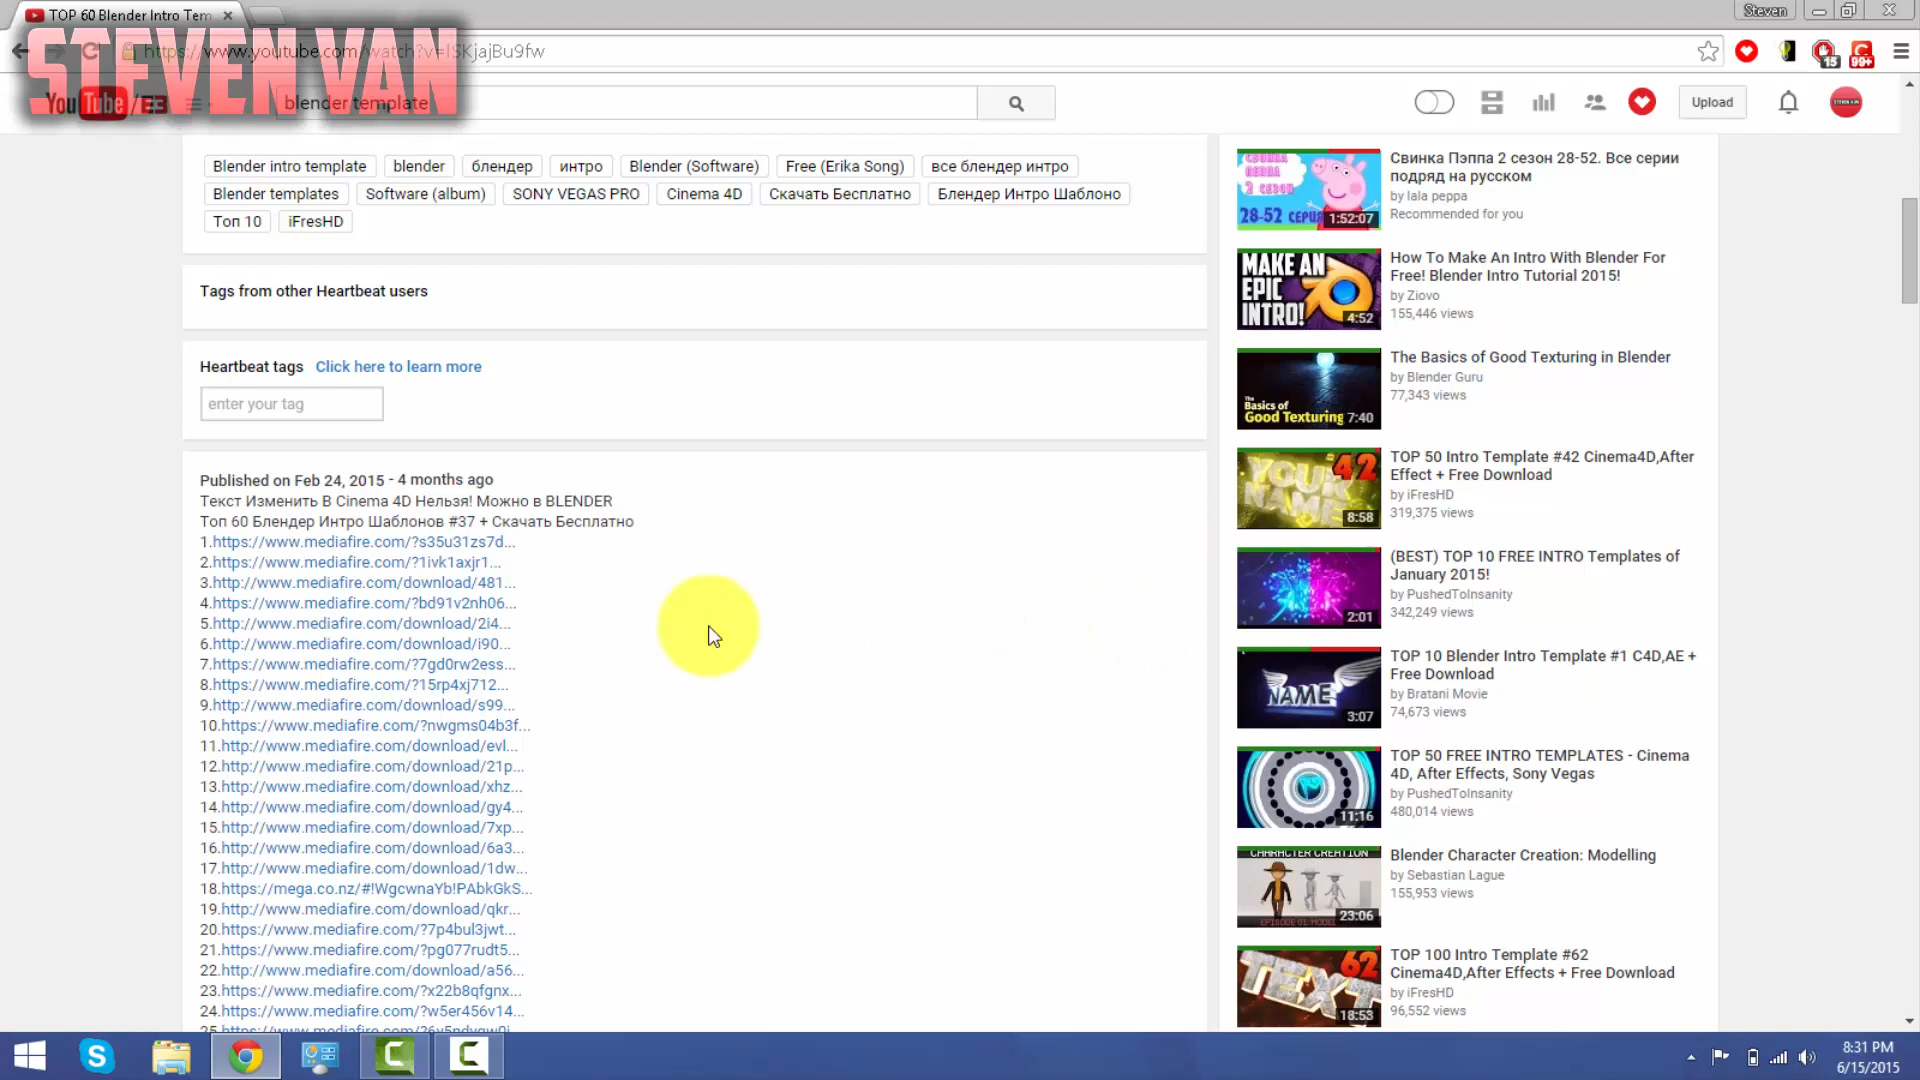 TOP 60 Blender Intro Tem
Steven
STEVEN VAN
https://www.youtube.com/watch?v=
15
99+
YouTube / E3
blender template
Upload
Blender intro template
blender
блендер
интро
Blender (Software)
Free (Erika Song)
все блендер интро
Blender templates
Software (album)
SONY VEGAS PRO
Cinema 4D
Скачать Бесплатно
Блендер Интро Шаблоно
Топ 10
iFresHD
Tags from other Heartbeat users
Heartbeat tags Click here to learn more
enter your tag
Published on Feb 24, 2015 - 4 months ago
Текст Изменить В Cinema 4D Нельзя! Можно в BLENDER
Топ 60 Блендер Интро Шаблонов #37 + Скачать Бесплатно
1.https://www.mediafire.com/?s35u31zs7d...
2.https://www.mediafire.com/?1ivk1axjr1...
3.http://www.mediafire.com/download/481...
4.https://www.mediafire.com/?bd91v2nh06...
5.http://www.mediafire.com/download/2i4...
6.http://www.mediafire.com/download/i90...
7.https://www.mediafire.com/?7gd0rw2ess...
8.https://www.mediafire.com/?15rp4xj712...
9.http://www.mediafire.com/download/s99...
10.https://www.mediafire.com/?nwgms04b3f...
11.http://www.mediafire.com/download/evl...
12.http://www.mediafire.com/download/21p...
13.http://www.mediafire.com/download/xhz...
14.http://www.mediafire.com/download/gy4...
15.http://www.mediafire.com/download/7xp...
16.http://www.mediafire.com/download/6a3...
17.http://www.mediafire.com/download/1dw...
18.https://mega.co.nz/#!WgcwnaYb!PAbkGkS...
19.http://www.mediafire.com/download/qkr...
20.https://www.mediafire.com/?7p4bul3jwt...
21.https://www.mediafire.com/?pg077rudt5...
22.http://www.mediafire.com/download/a56...
23.https://www.mediafire.com/?x22b8qfgnx...
24.https://www.mediafire.com/?w5er456v14...
СВИНКА ПЕППА 2 СЕЗОН
28-52 СЕРИЯ
1:52:07
Свинка Пэппа 2 сезон 28-52. Все серии
подряд на русском
by lala peppa
Recommended for you
MAKE AN
EPIC
INTRO!
4:52
How To Make An Intro With Blender For
Free! Blender Intro Tutorial 2015!
by Ziovo
155,446 views
The
Basics of
Good Texturing
7:40
The Basics of Good Texturing in Blender
by Blender Guru
77,343 views
YOUR
NAME
42
8:58
TOP 50 Intro Template #42 Cinema4D,After
Effect + Free Download
by iFresHD
319,375 views
2:01
(BEST) TOP 10 FREE INTRO Templates of
January 2015!
by PushedToInsanity
342,249 views
NAME
3:07
TOP 10 Blender Intro Template #1 C4D,AE +
Free Download
by Bratani Movie
74,673 views
11:16
TOP 50 FREE INTRO TEMPLATES - Cinema
4D, After Effects, Sony Vegas
by PushedToInsanity
480,014 views
CHARACTER CREATION
EPISODE 01: MODEL
23:06
Blender Character Creation: Modelling
by Sebastian Lague
155,953 views
TEXT
62
18:53
TOP 100 Intro Template #62
Cinema4D,After Effects + Free Download
by iFresHD
96,552 views
8:31 PM
6/15/2015